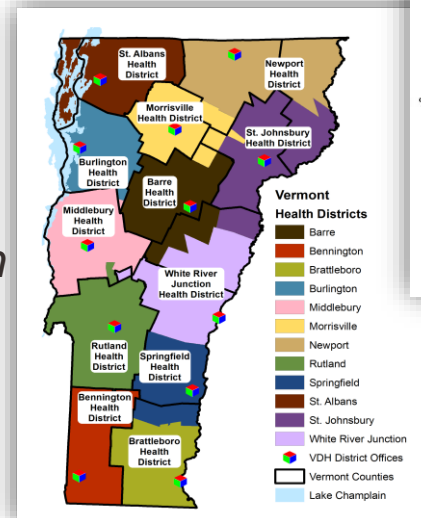 St. Albans
Health
District
Newport
Health
District
Morrisville
Health District
St. Johnsbury
Health District
Burlington
Health
District
Barre
Health
District
Middlebury
Health
District
White River
Junction
Health District
Rutland
Health
District
Springfield
Health
District
Bennington
Health
District
Brattleboro
Health
District
Vermont
Health Districts
Barre
Bennington
Brattleboro
Burlington
Middlebury
Morrisville
Newport
Rutland
Springfield
St. Albans
St. Johnsbury
White River Junction
VDH District Offices
Vermont Counties
Lake Champlain